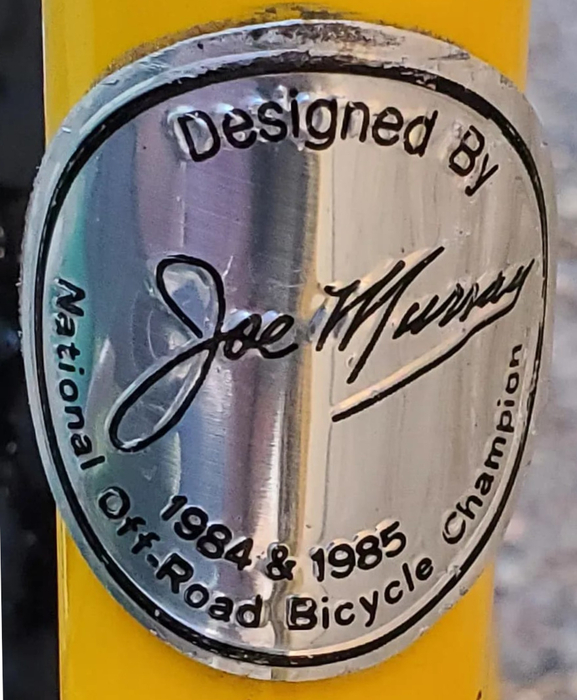 Designed By
Joe Murray
1984 & 1985
National Off-Road Bicycle Champion